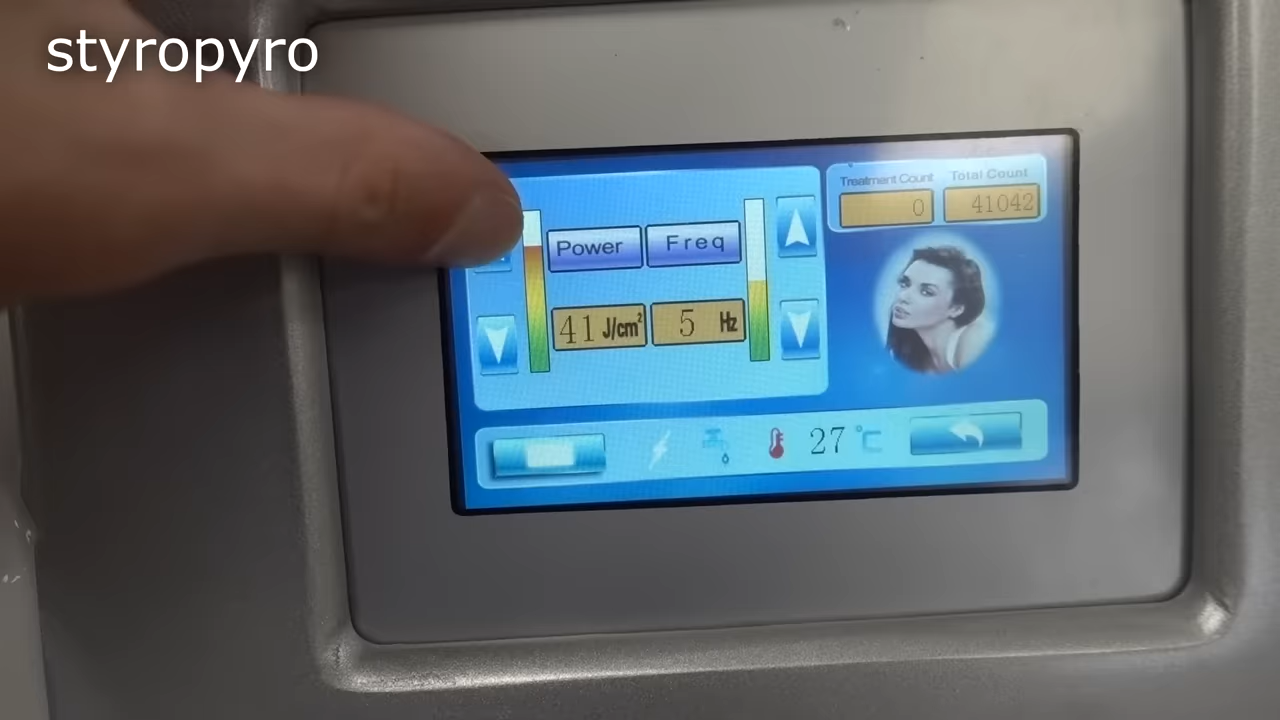 styropyro
Treatment Count
Total Count
0
41042
Power
Freq
41 J/cm²
5 Hz
27 °C